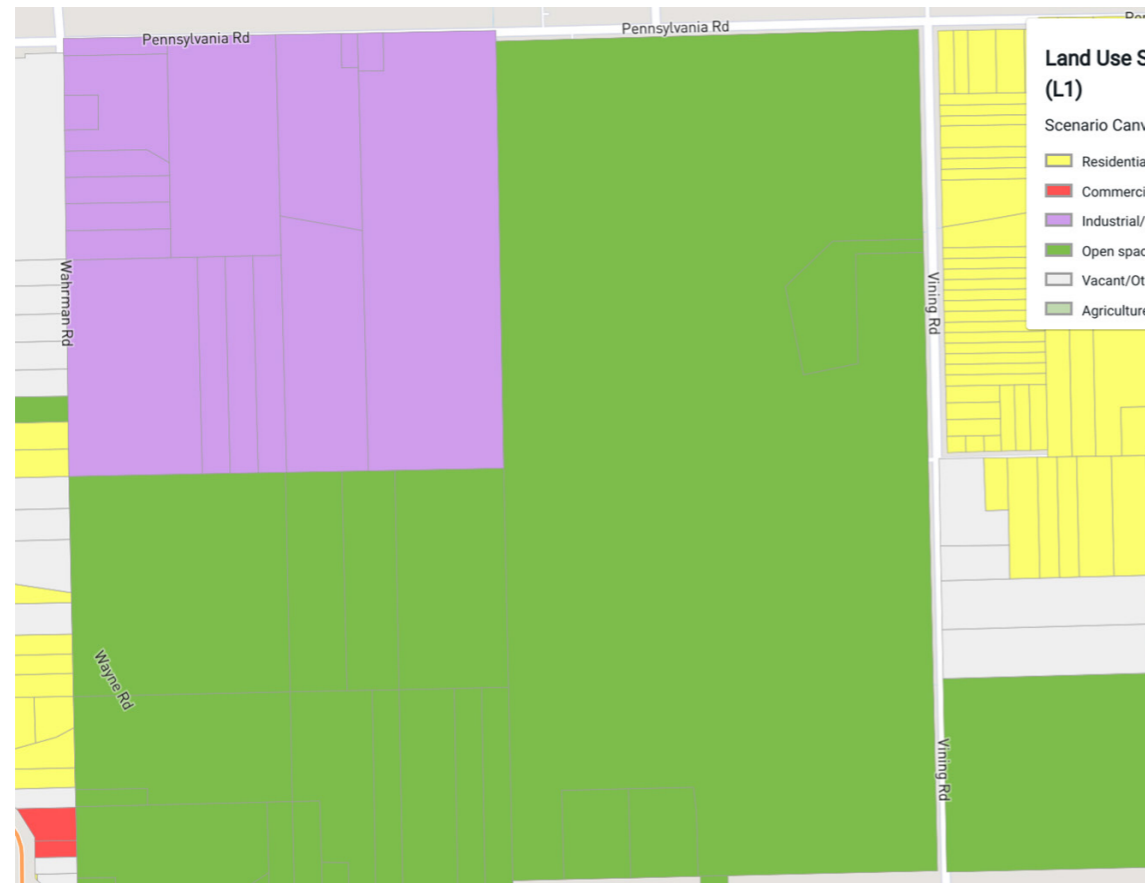 Pennsylvania Rd
Pennsylvania Rd
Land Use S
(L1)
Scenario Canv
Residentia
Commerci
Industrial/
Open spac
Vacant/Ot
Agriculture
Wahrman Rd
Vining Rd
Wayne Rd
Vining Rd